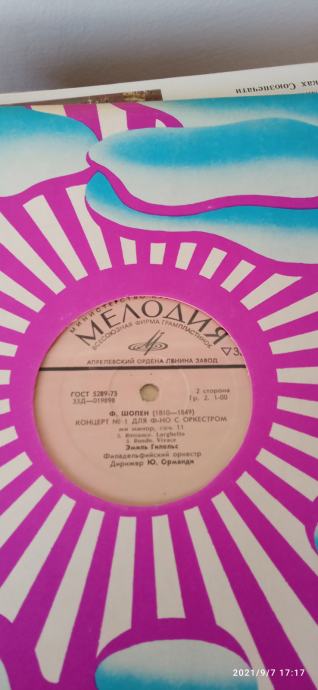 ках Союзпечати
МИНИСТЕРСТВО
МЕЛОДИЯ
ВСЕСОЮЗНАЯ ФИРМА ГРАМПЛАСТИНОК
АПРЕЛЕВСКИЙ ОРДЕНА ЛЕНИНА ЗАВОД
ГОСТ 5289-73
33Д—019898
2 сторона
Гр. 2. 1-00
Ф. ШОПЕН (1810—1849)
КОНЦЕРТ № 1 ДЛЯ Ф-НО С ОРКЕСТРОМ
ми минор, соч. 11
2. Romance. Larghetto
3. Rondo. Vivace
Эмиль Гилельс
Филадельфийский оркестр
Дирижер Ю. Орманди
2021/9/7 17:17